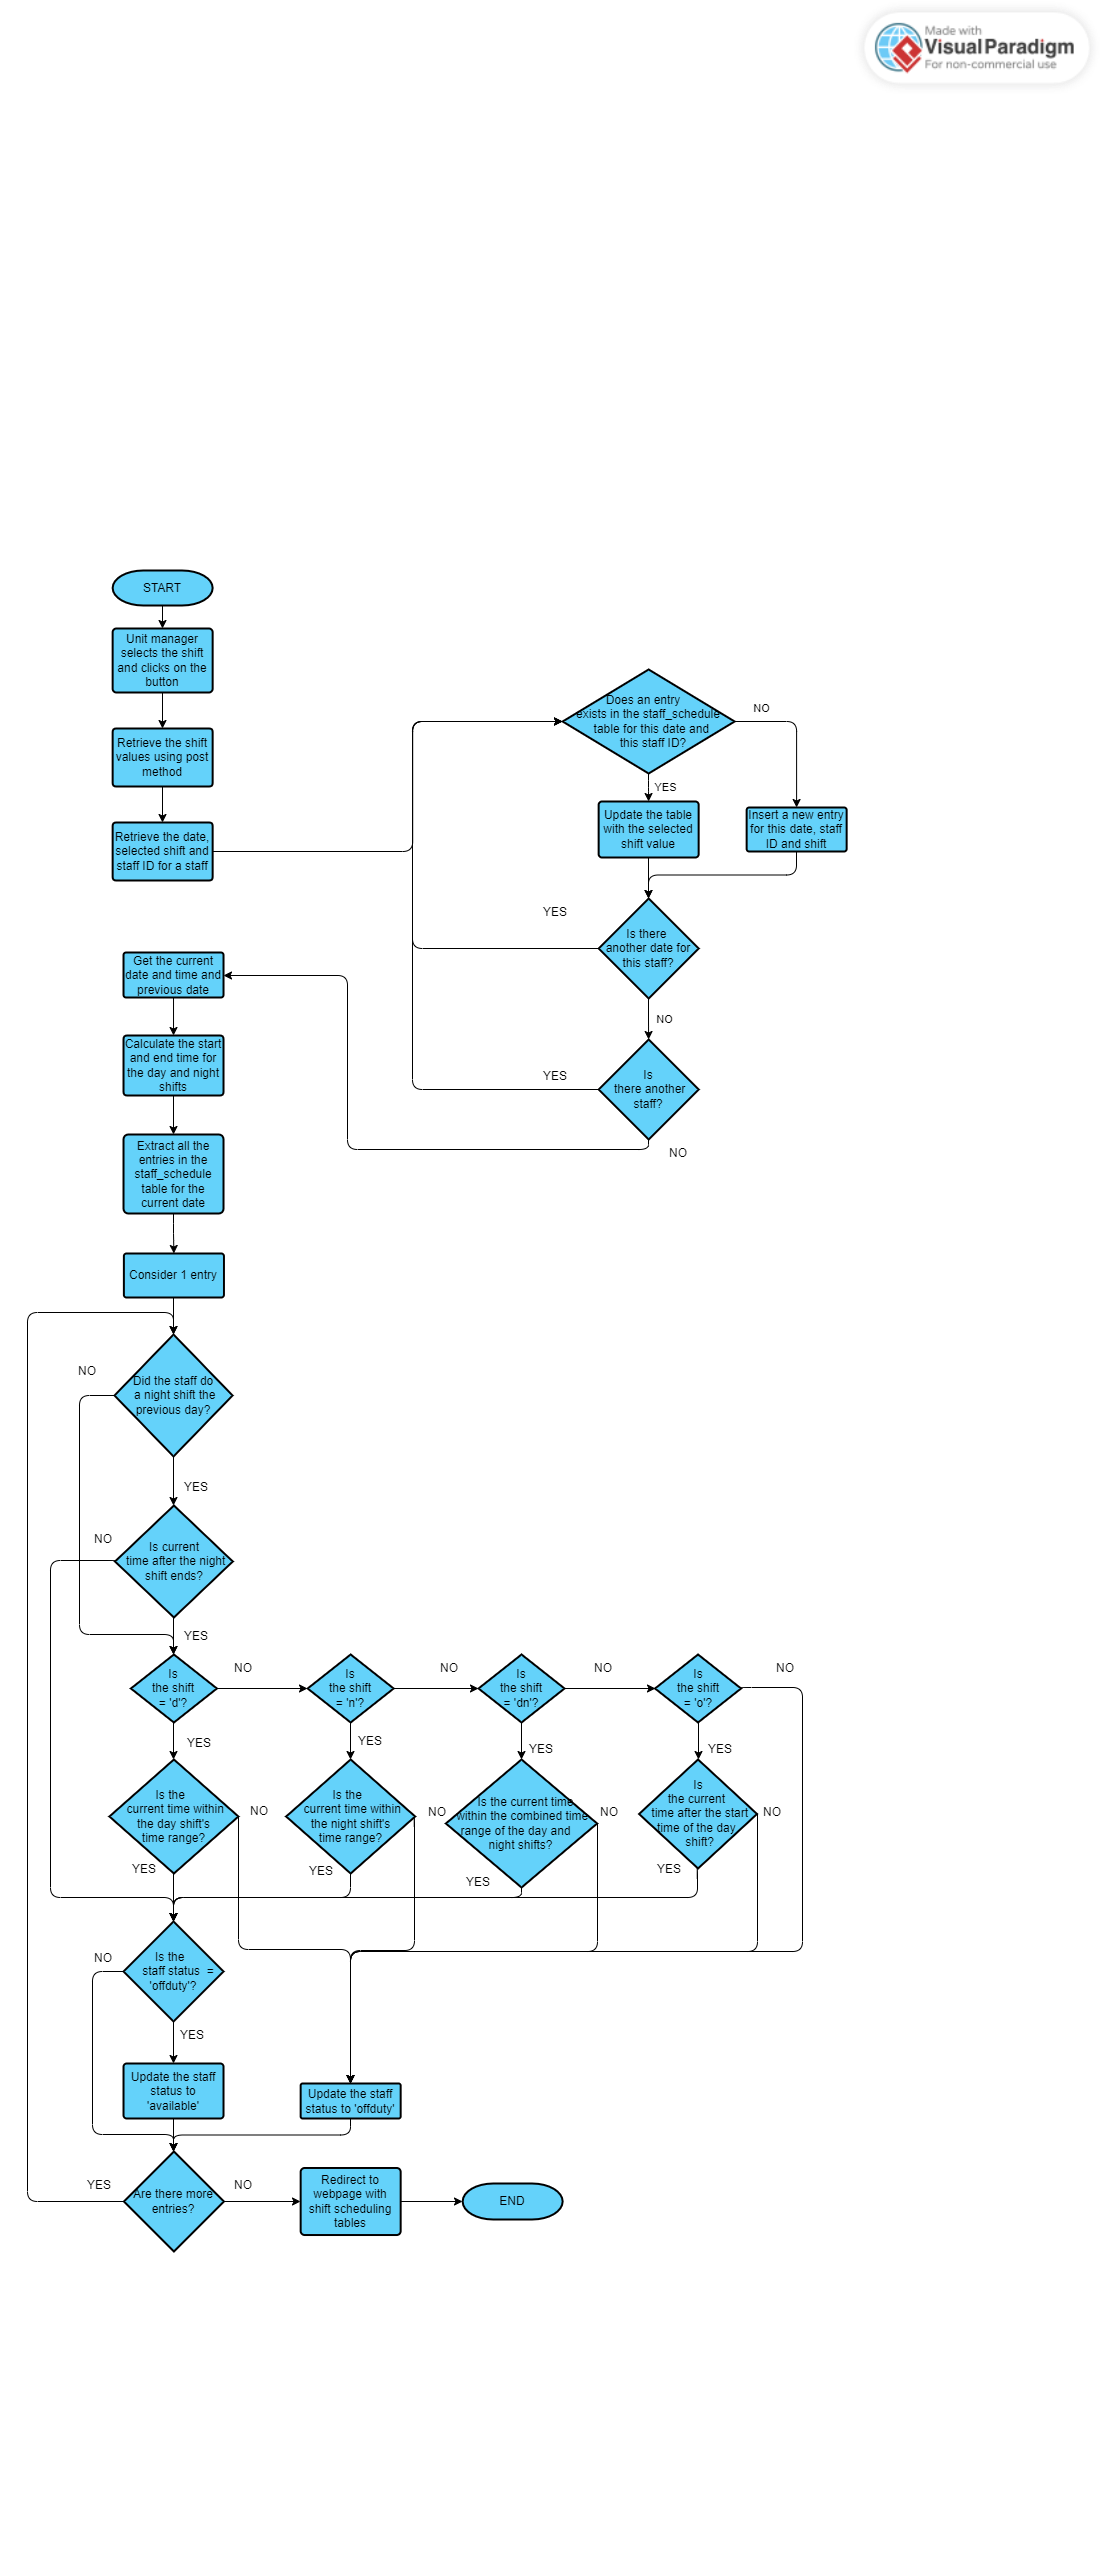 Made with
Visual Paradigm
For non-commercial use
START
Unit manager
selects the shift
and clicks on the
button
Retrieve the shift
values using post
method
Retrieve the date,
selected shift and
staff ID for a staff
Does an entry
exists in the staff_schedule
table for this date and
this staff ID?
NO
YES
Update the table
with the selected
shift value
Insert a new entry
for this date, staff
ID and shift
YES
Is there
another date for
this staff?
NO
YES
Is
there another
staff?
NO
Get the current
date and time and
previous date
Calculate the start
and end time for
the day and night
shifts
Extract all the
entries in the
staff_schedule
table for the
current date
Consider 1 entry
NO
Did the staff do
a night shift the
previous day?
YES
NO
Is current
time after the night
shift ends?
YES
Is
the shift
= 'd'?
NO
Is
the shift
= 'n'?
NO
Is
the shift
= 'dn'?
NO
Is
the shift
= 'o'?
NO
YES
YES
YES
YES
Is the
current time within
the day shift's
time range?
NO
Is the
current time within
the night shift's
time range?
NO
Is the current time
within the combined time
range of the day and
night shifts?
NO
Is
the current
time after the start
time of the day
shift?
NO
YES
YES
YES
YES
NO
Is the
staff status =
'offduty'?
YES
Update the staff
status to
'available'
Update the staff
status to 'offduty'
YES
Are there more
entries?
NO
Redirect to
webpage with
shift scheduling
tables
END